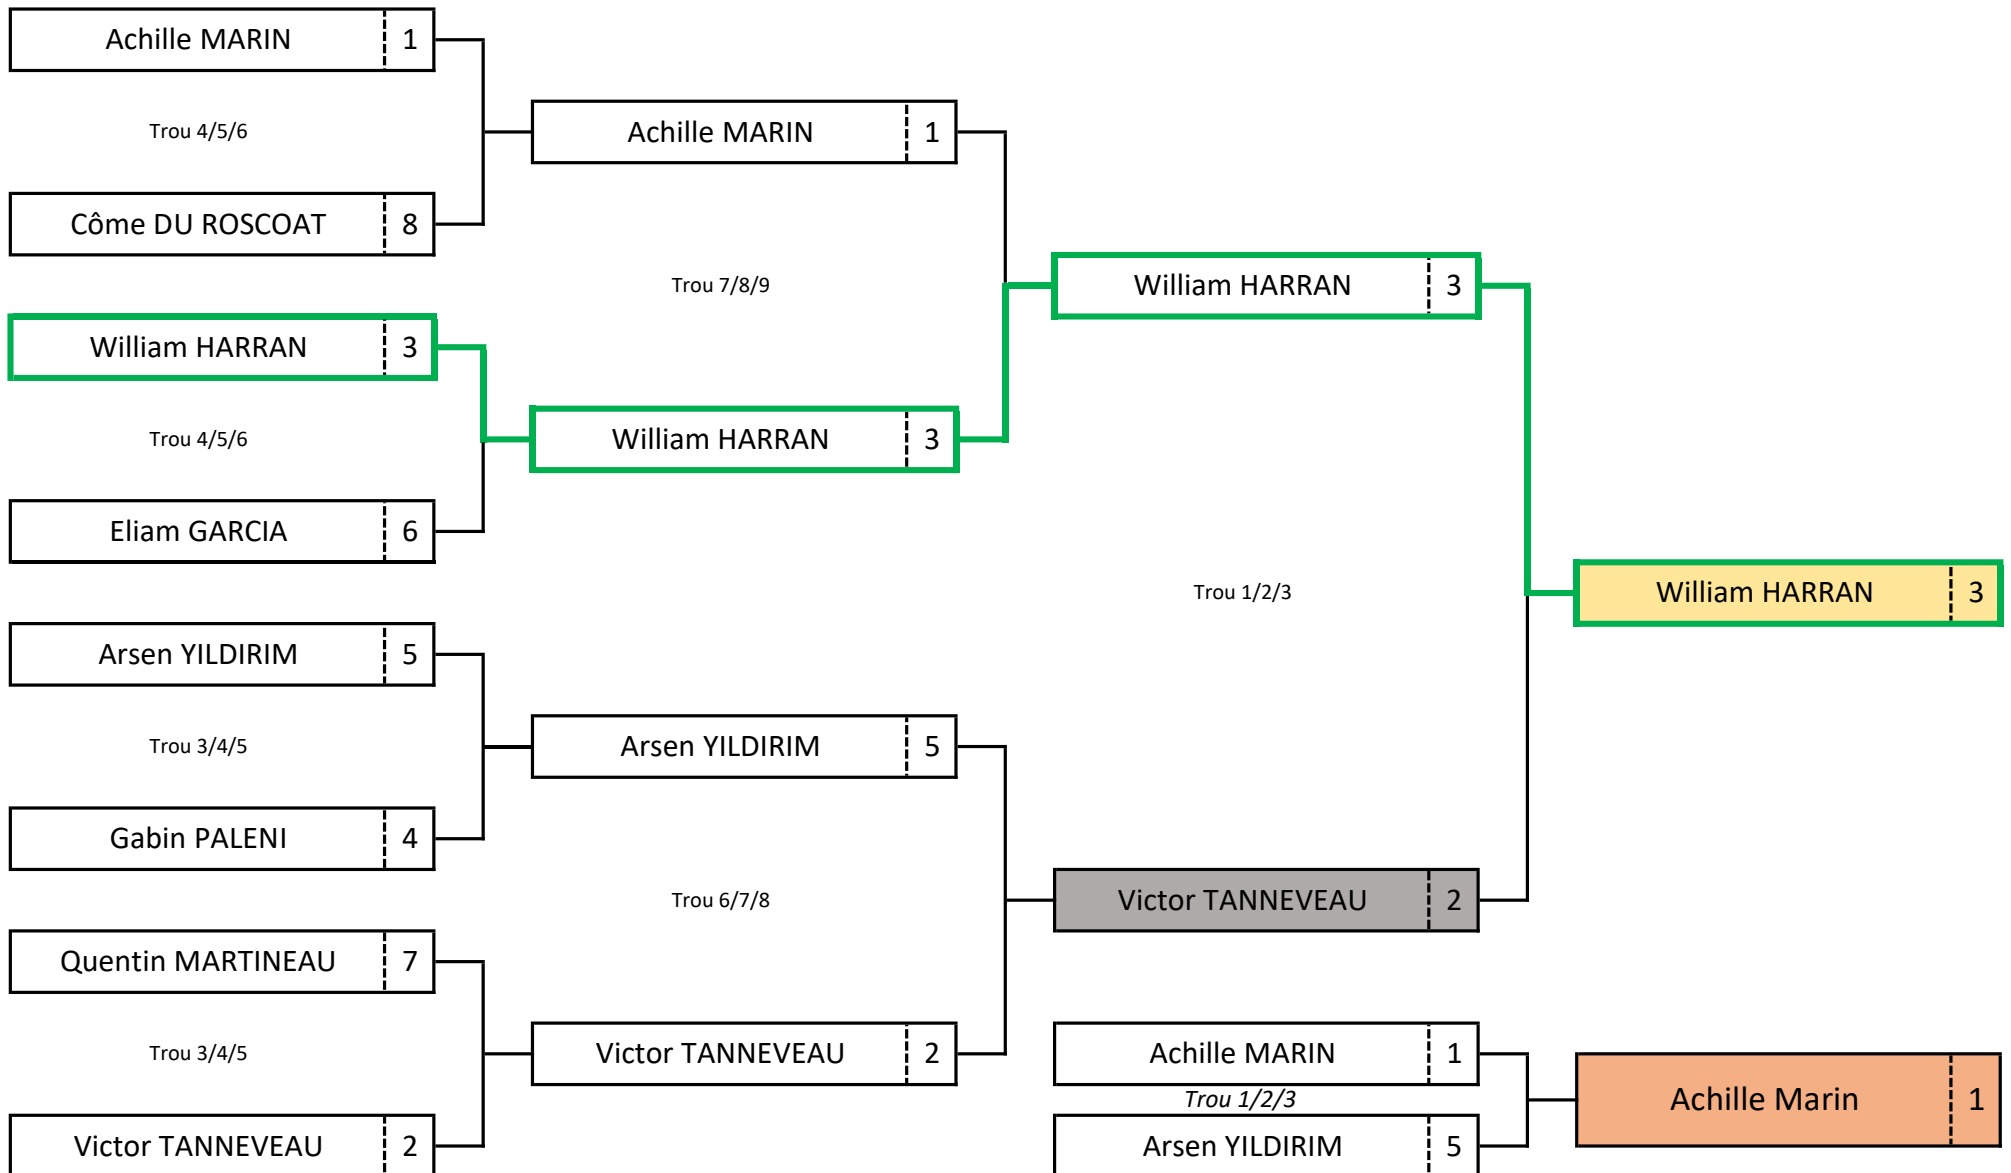 Achille MARIN 1
Trou 4/5/6
Côme DU ROSCOAT 8
William HARRAN 3
Trou 4/5/6
Eliam GARCIA 6
Arsen YILDIRIM 5
Trou 3/4/5
Gabin PALENI 4
Quentin MARTINEAU 7
Trou 3/4/5
Victor TANNEVEAU 2
Achille MARIN 1
Trou 7/8/9
William HARRAN 3
Arsen YILDIRIM 5
Trou 6/7/8
Victor TANNEVEAU 2
William HARRAN 3
Trou 1/2/3
Victor TANNEVEAU 2
Achille MARIN 1
Trou 1/2/3
Arsen YILDIRIM 5
William HARRAN 3
Achille Marin 1